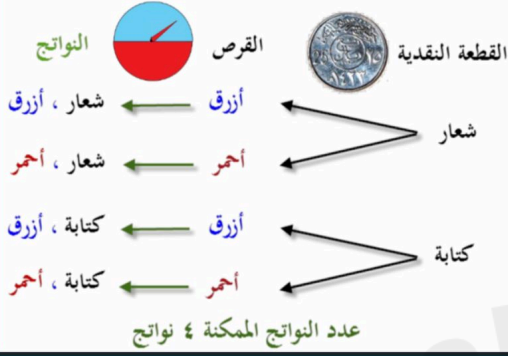 القطعة النقدية القرص النواتج
شعار أزرق شعار ، أزرق
أحمر شعار ، أحمر
كتابة أزرق كتابة ، أزرق
أحمر كتابة ، أحمر
عدد النواتج الممكنة ٤ نواتج